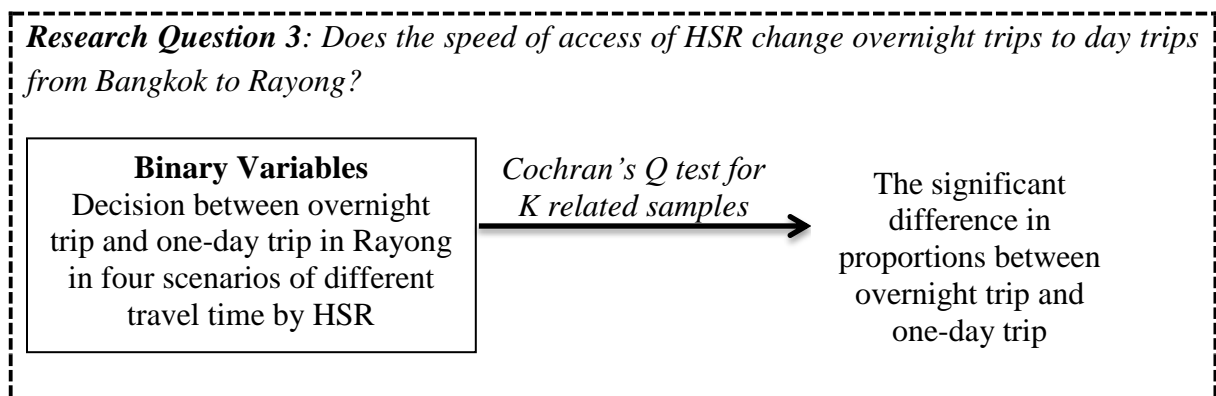 Research Question 3: Does the speed of access of HSR change overnight trips to day trips
from Bangkok to Rayong?
Binary Variables
Decision between overnight
trip and one-day trip in Rayong
in four scenarios of different
travel time by HSR
Cochran’s Q test for
K related samples
The significant
difference in
proportions between
overnight trip and
one-day trip